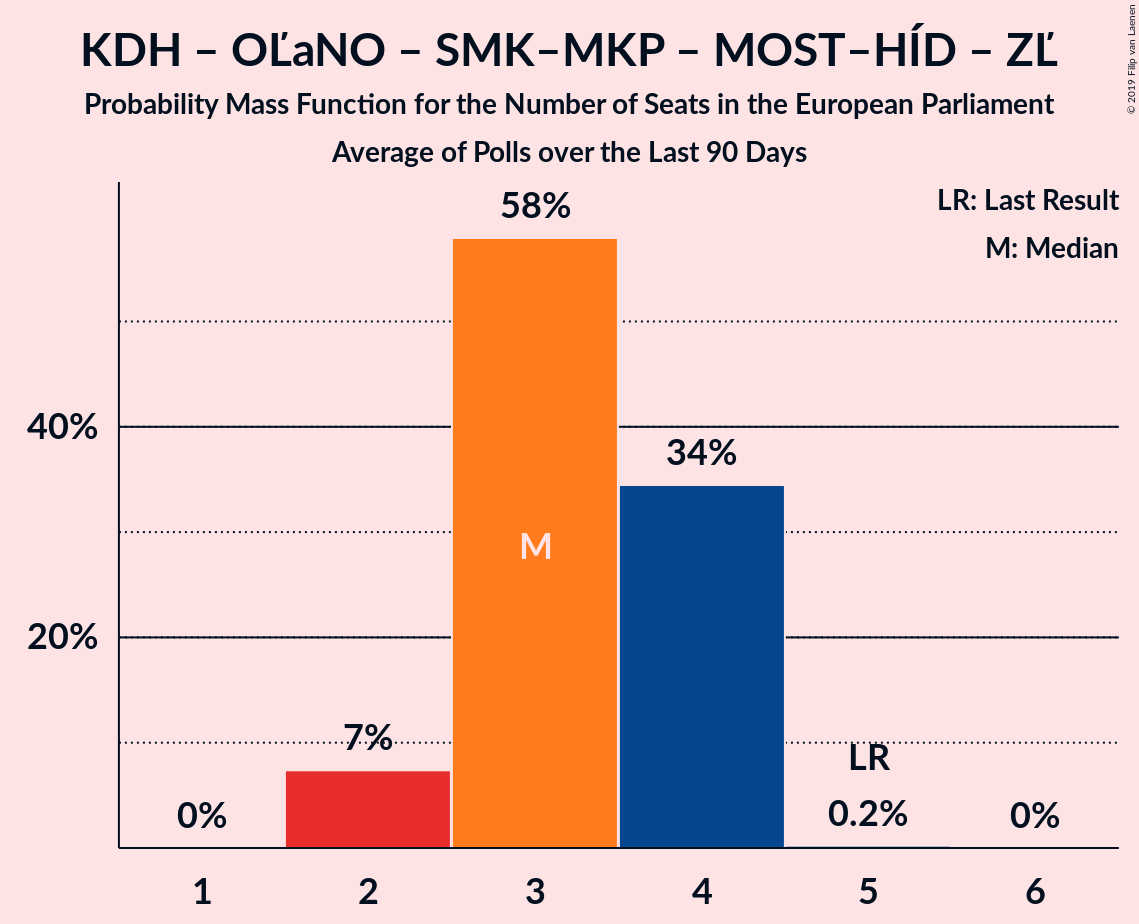 KDH – OĽaNO – SMK–MKP – MOST–HÍD – ZĽ
Probability Mass Function for the Number of Seats in the European Parliament
Average of Polls over the Last 90 Days
© 2019 Filip van Laenen
LR: Last Result
M: Median
58%
40%
34%
M
20%
7%
LR
0%
0.2%
0%
1 2 3 4 5 6